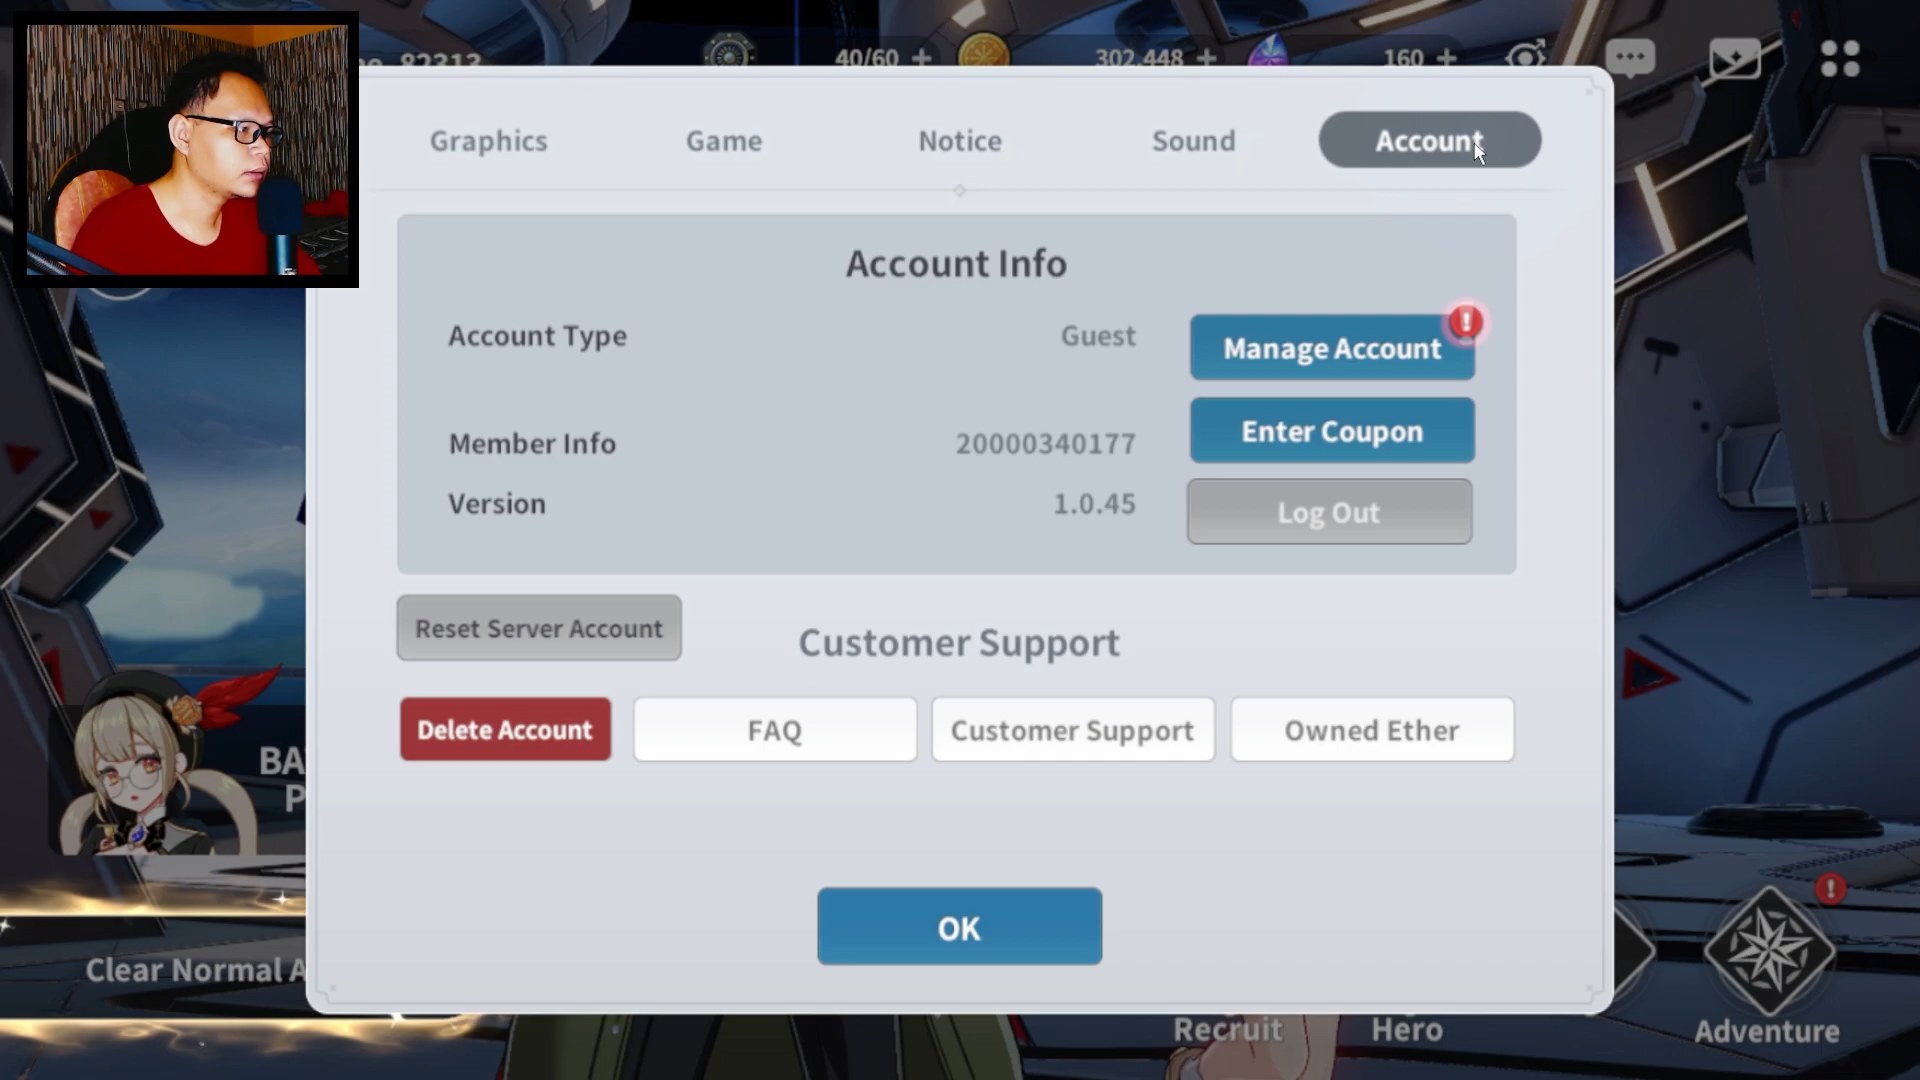 40/60 + 302,448 + 160 +
Graphics Game Notice Sound Account
Account Info
Account Type Guest
Manage Account
Enter Coupon
Member Info 20000340177
Version 1.0.45
Log Out
Reset Server Account
Customer Support
Delete Account FAQ Customer Support Owned Ether
BA
P
OK
Clear Normal A
Recruit Hero Adventure